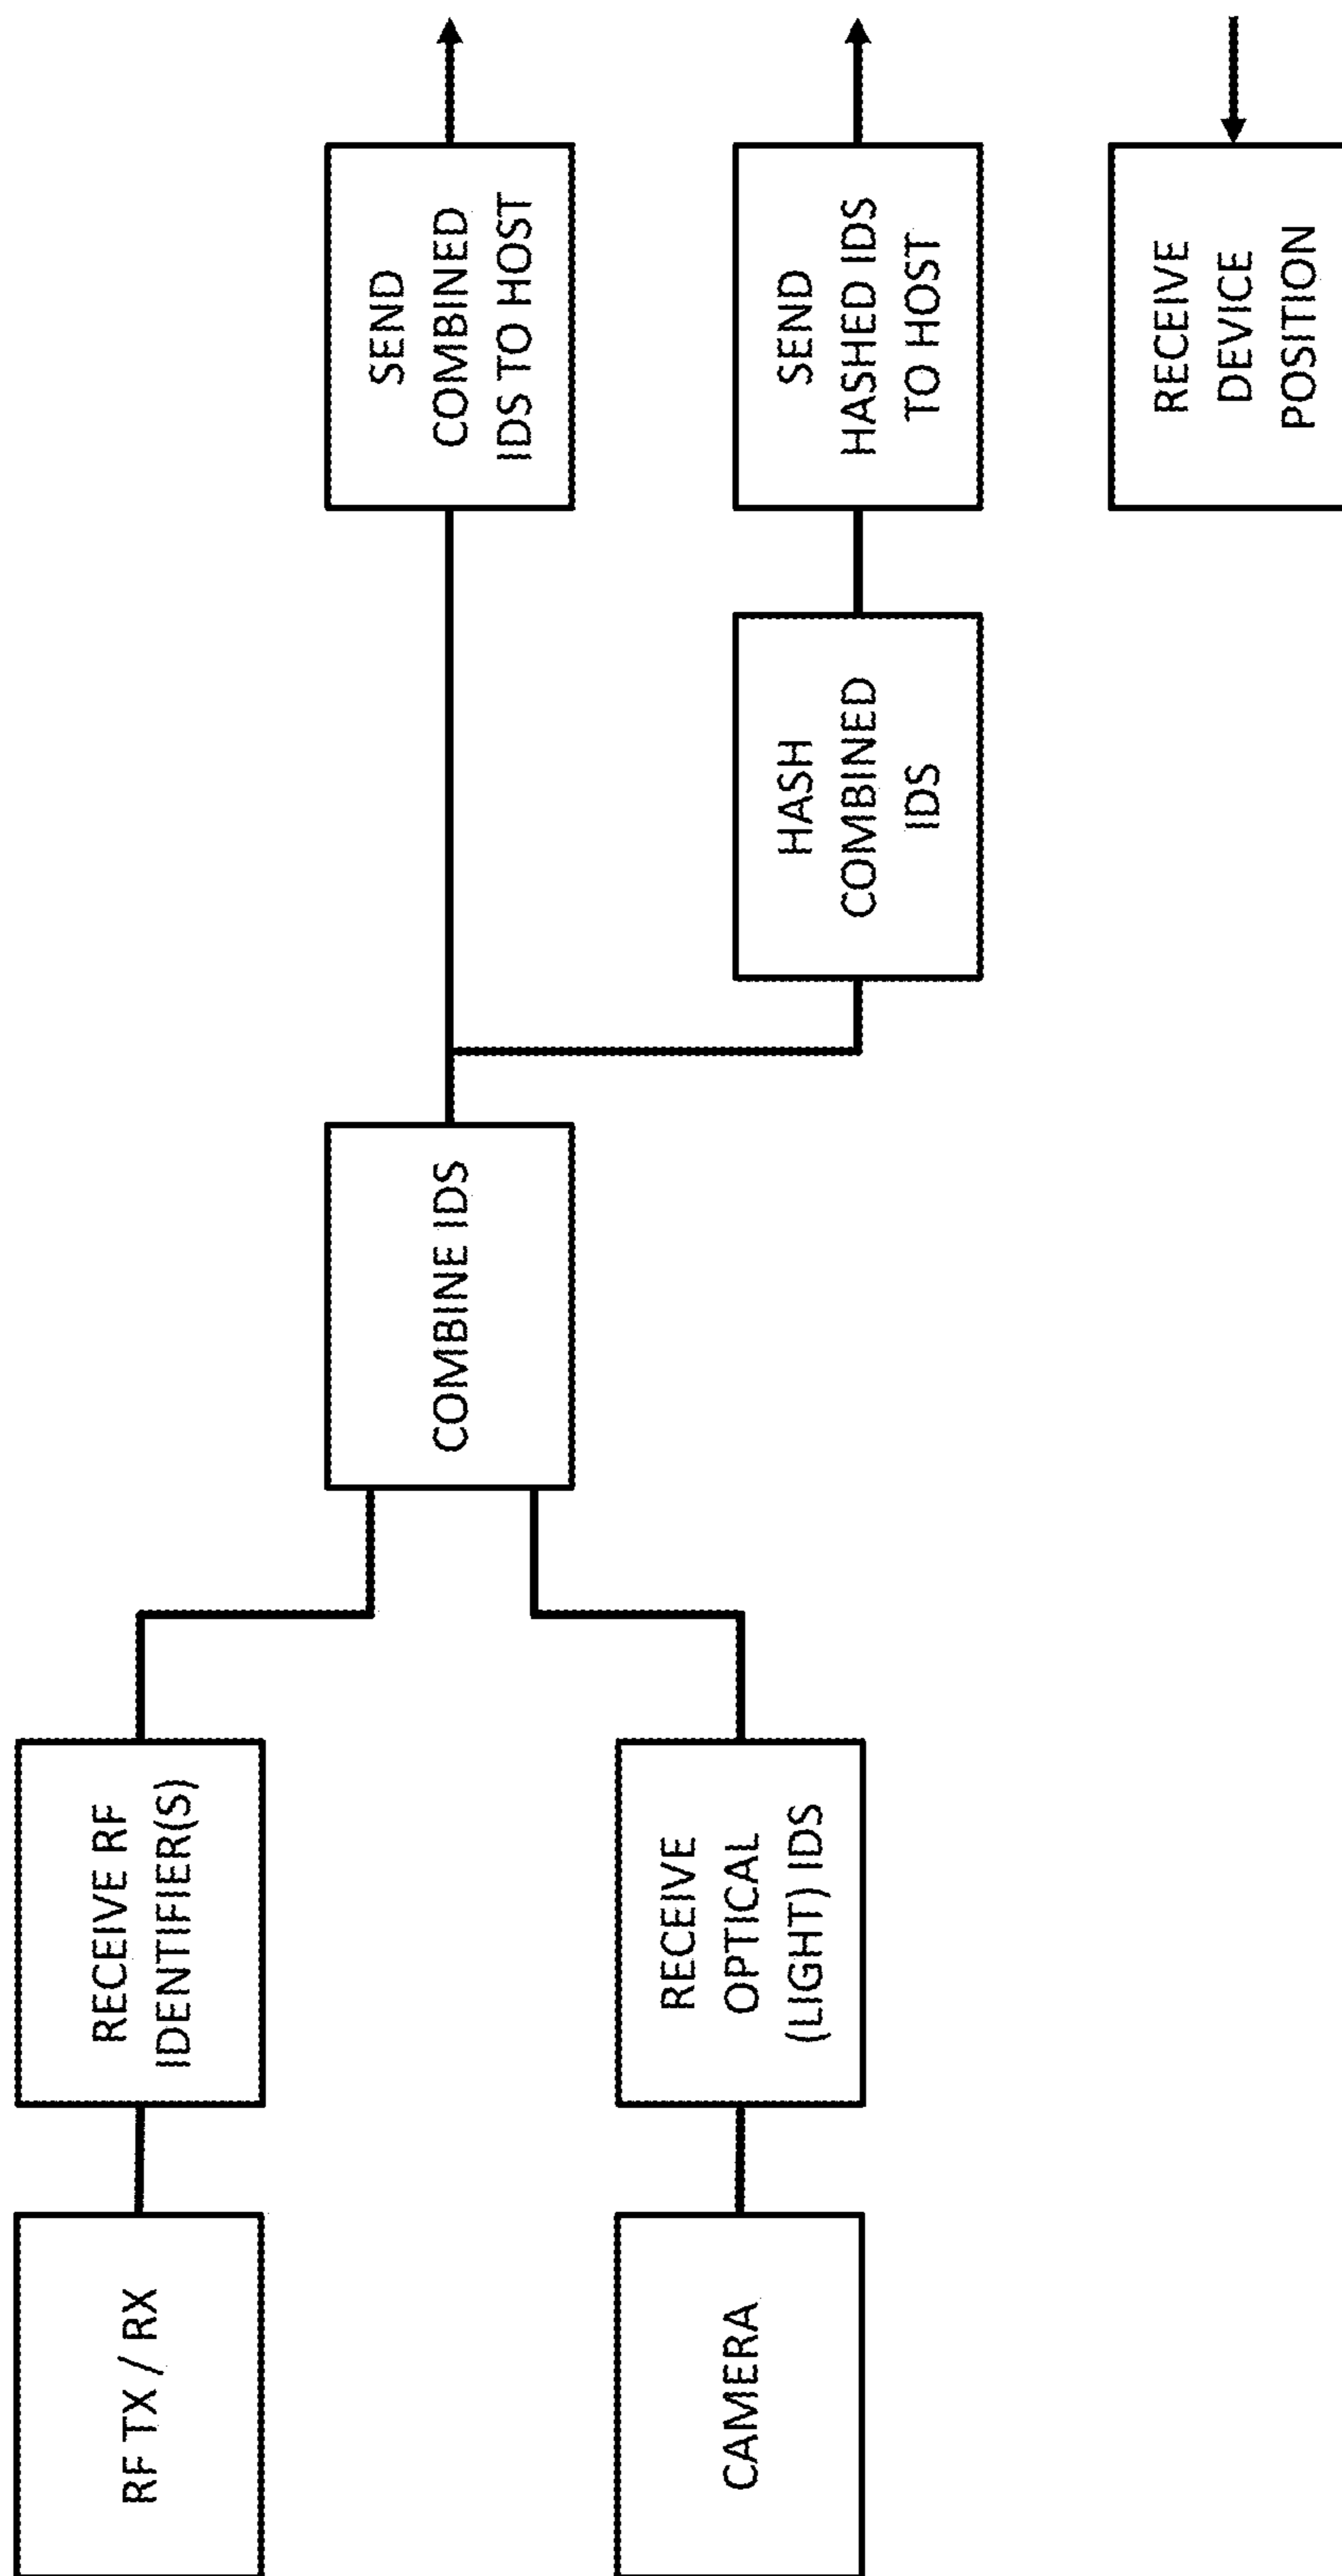 RF TX / RX
RECEIVE RF
IDENTIFIER(S)
CAMERA
RECEIVE
OPTICAL
(LIGHT) IDS
COMBINE IDS
SEND
COMBINED
IDS TO HOST
HASH
COMBINED
IDS
SEND
HASHED IDS
TO HOST
RECEIVE
DEVICE
POSITION